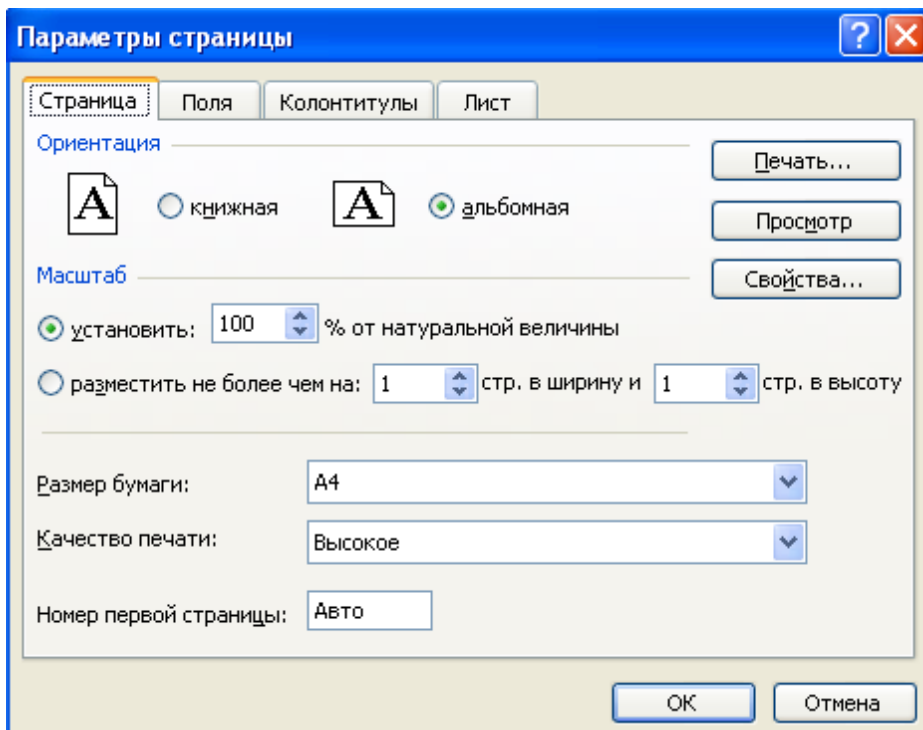 Параметры страницы
?
Страница Поля Колонтитулы Лист
Ориентация
Печать...
A книжная A альбомная
Просмотр
Масштаб
Свойства...
установить: 100 % от натуральной величины
разместить не более чем на: 1 стр. в ширину и 1 стр. в высоту
Размер бумаги: A4
Качество печати: Высокое
Номер первой страницы: Авто
ОК Отмена